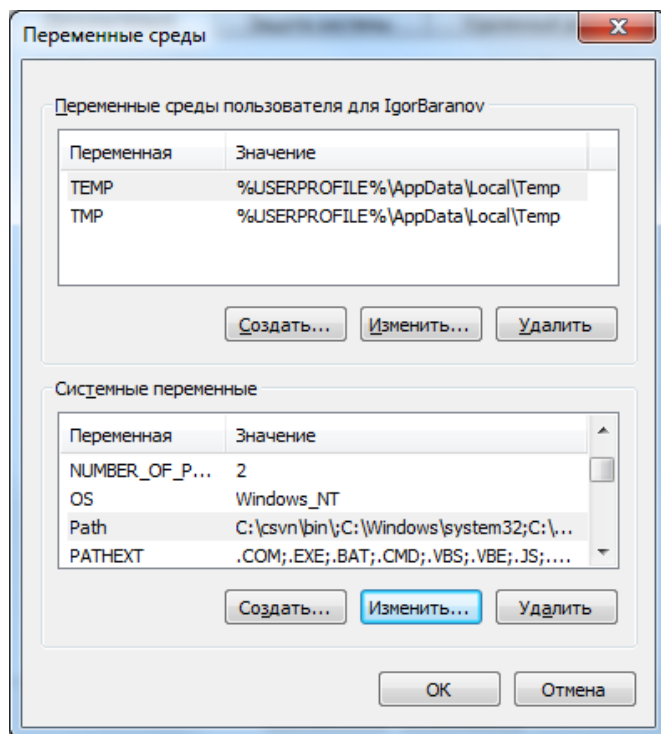 Переменные среды
Переменные среды пользователя для IgorBaranov
Переменная Значение
TEMP %USERPROFILE%\AppData\Local\Temp
TMP %USERPROFILE%\AppData\Local\Temp
Создать... Изменить... Удалить
Системные переменные
Переменная Значение
NUMBER_OF_P... 2
OS Windows_NT
Path C:\csvn\bin\;C:\Windows\system32;C:\...
PATHEXT .COM;.EXE;.BAT;.CMD;.VBS;.VBE;.JS;....
Создать... Изменить... Удалить
OK Отмена